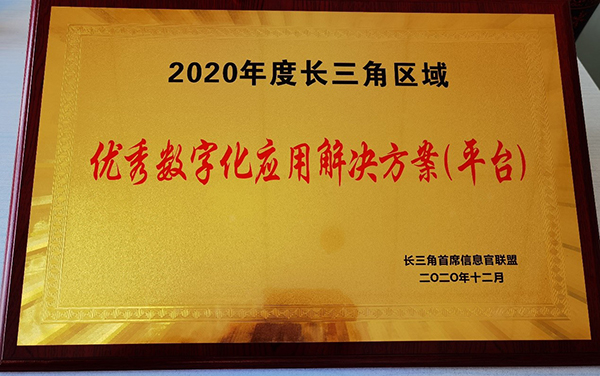 2020年度长三角区域
优秀数字化应用解决方案(平台)
长三角首席信息官联盟
二〇二〇年十二月